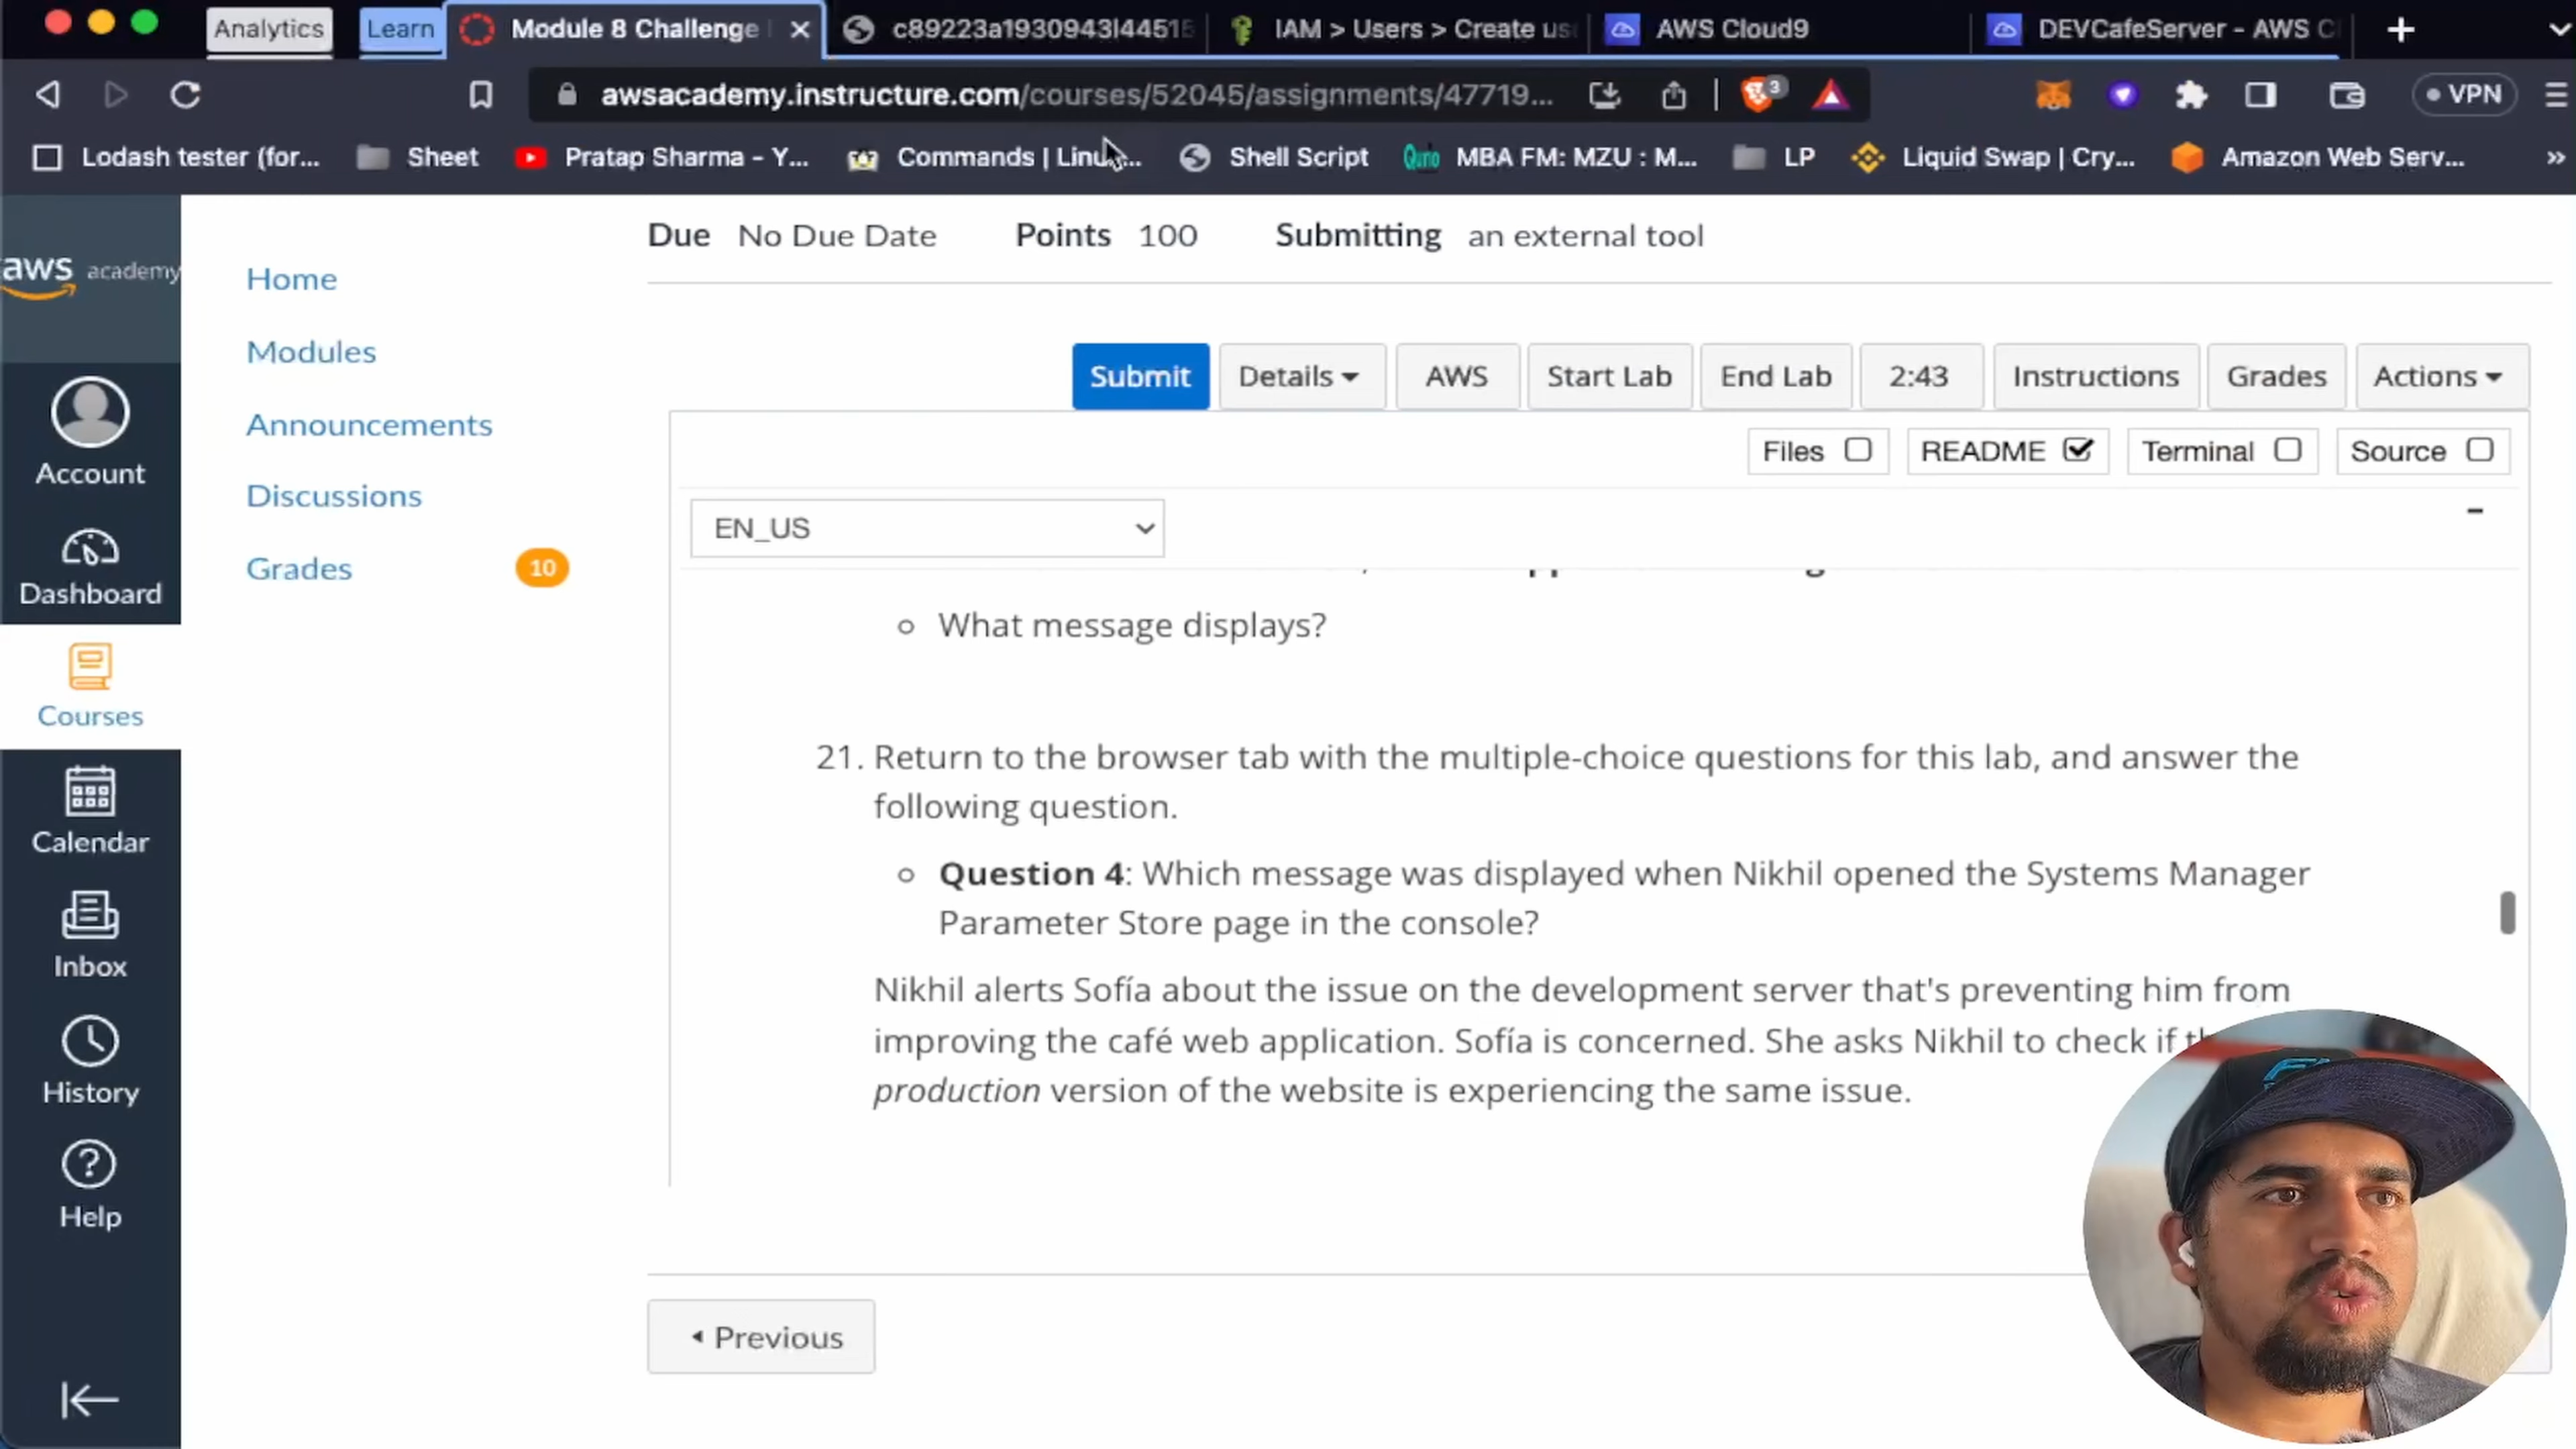 Analytics
Learn
Module 8 Challenge
c89223a1930943l44515
IAM > Users > Create us
AWS Cloud9
DEVCafeServer - AWS C
awsacademy.instructure.com/courses/52045/assignments/47719...
3
VPN
Lodash tester (for...
Sheet
Pratap Sharma - Y...
Commands | Linu...
Shell Script
MBA FM: MZU : M...
LP
Liquid Swap | Cry...
Amazon Web Serv...
»
aws academy
Account
Dashboard
Courses
Calendar
Inbox
History
Help
Home
Modules
Announcements
Discussions
Grades 10
Due No Due Date Points 100 Submitting an external tool
Submit
Details
AWS
Start Lab
End Lab
2:43
Instructions
Grades
Actions
Files
README
Terminal
Source
EN_US
What message displays?
21. Return to the browser tab with the multiple-choice questions for this lab, and answer the
following question.
Question 4: Which message was displayed when Nikhil opened the Systems Manager
Parameter Store page in the console?
Nikhil alerts Sofía about the issue on the development server that's preventing him from
improving the café web application. Sofía is concerned. She asks Nikhil to check if
production version of the website is experiencing the same issue.
Previous